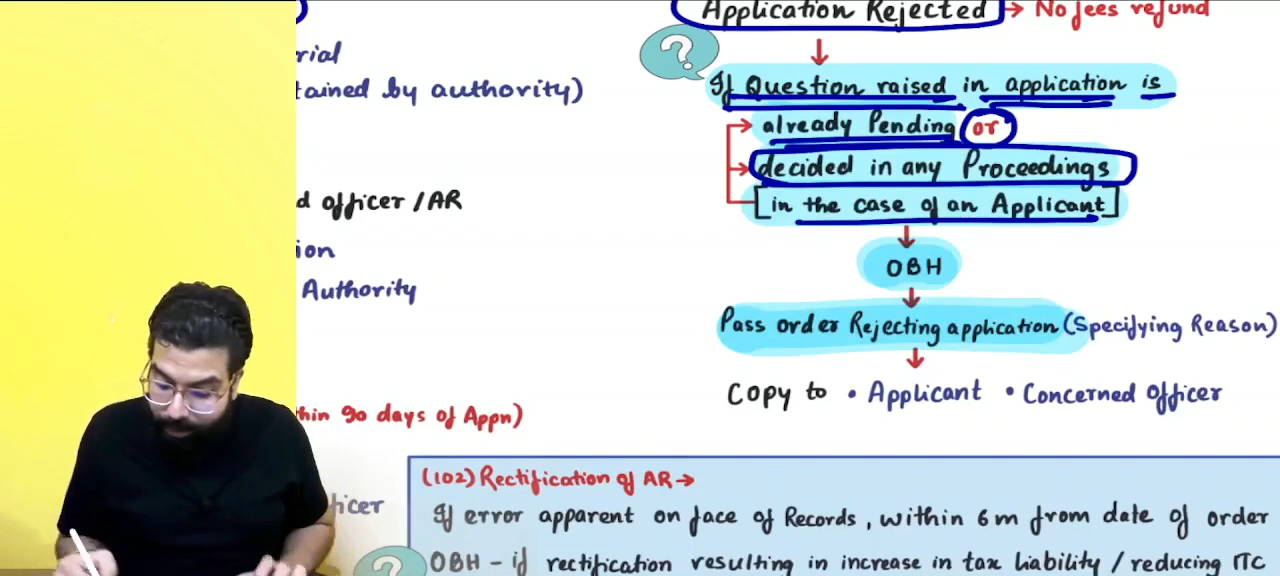 Application Rejected → No fees refund
If Question raised in application is
already Pending or
decided in any Proceedings
[in the case of an Applicant]
OBH
Pass order Rejecting application (Specifying Reason)
Copy to • Applicant • Concerned Officer
rial
tained by authority)
d officer / AR
ion
Authority
hin 90 days of Appn)
ficer
(102) Rectification of AR →
If error apparent on face of Records, within 6m from date of order
OBH - if rectification resulting in increase in tax liability / reducing ITC